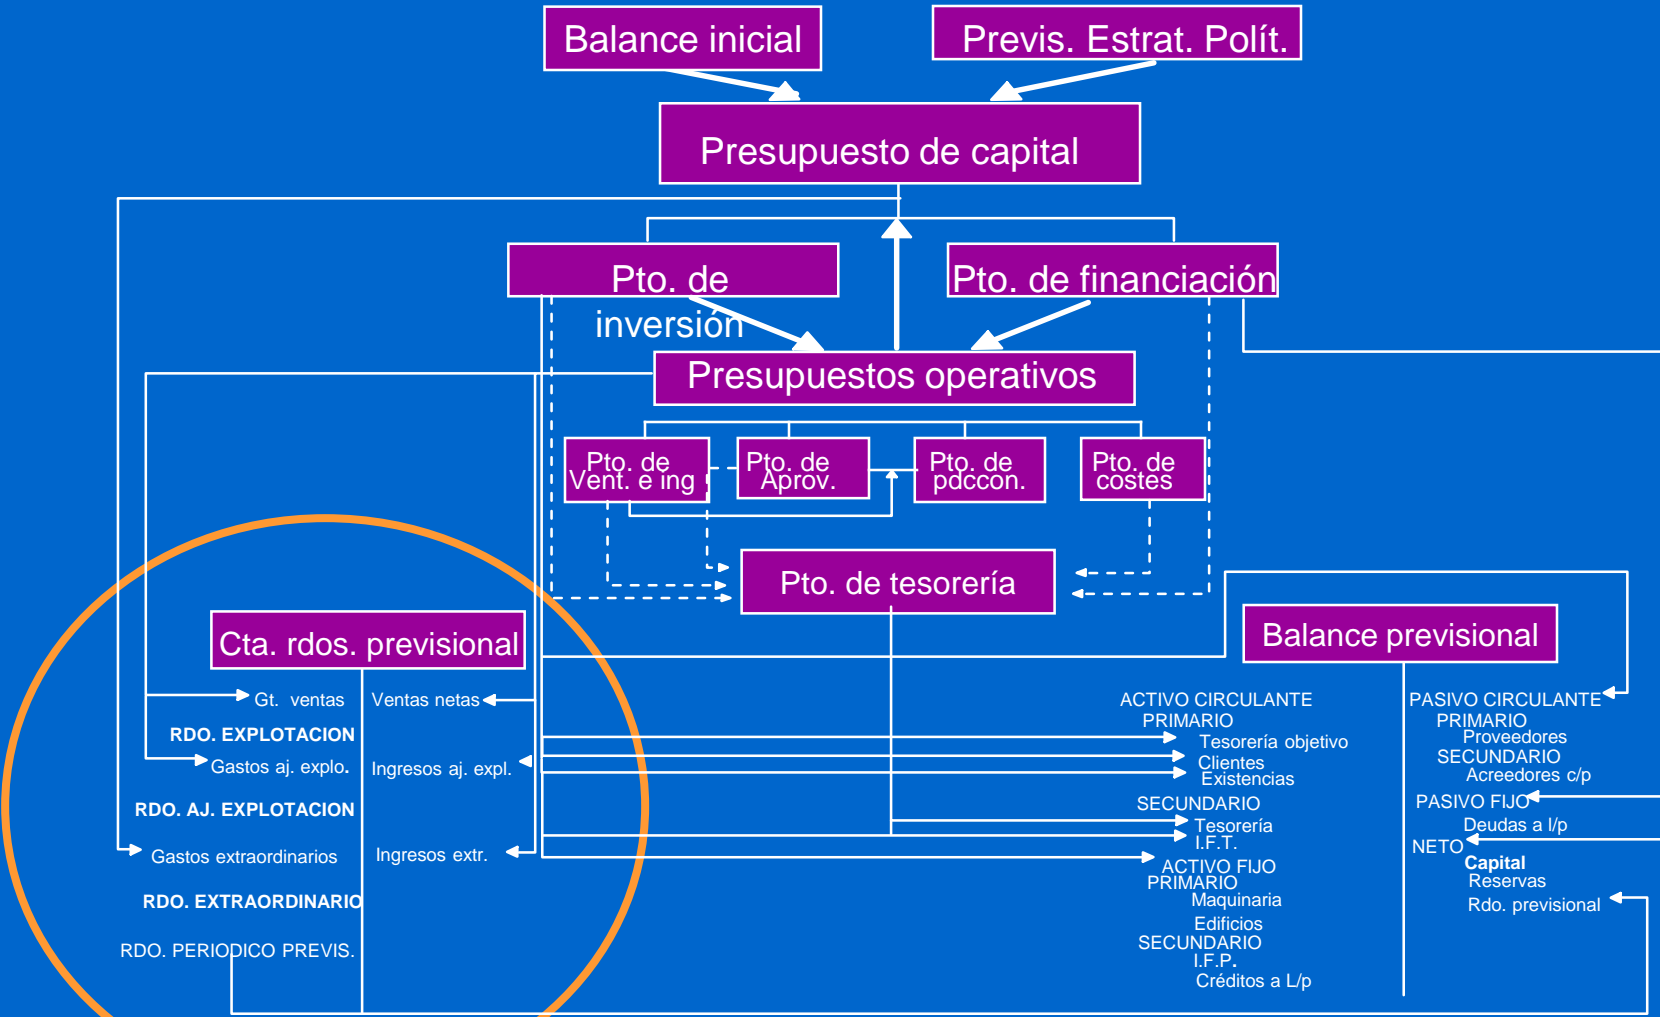 Balance inicial
Previs. Estrat. Polít.
Presupuesto de capital
Pto. de
inversión
Pto. de financiación
Presupuestos operativos
Pto. de
Vent. e ing
Pto. de
Aprov.
Pto. de
pdccon.
Pto. de
costes
Pto. de tesorería
Cta. rdos. previsional
Gt. ventas
Ventas netas
RDO. EXPLOTACION
Gastos aj. explo.
Ingresos aj. expl.
RDO. AJ. EXPLOTACION
Gastos extraordinarios
Ingresos extr.
RDO. EXTRAORDINARIO
RDO. PERIODICO PREVIS.
Balance previsional
ACTIVO CIRCULANTE
PRIMARIO
Tesorería objetivo
Clientes
Existencias
SECUNDARIO
Tesorería
I.F.T.
ACTIVO FIJO
PRIMARIO
Maquinaria
Edificios
SECUNDARIO
I.F.P.
Créditos a L/p
PASIVO CIRCULANTE
PRIMARIO
Proveedores
SECUNDARIO
Acreedores c/p
PASIVO FIJO
Deudas a l/p
NETO
Capital
Reservas
Rdo. previsional